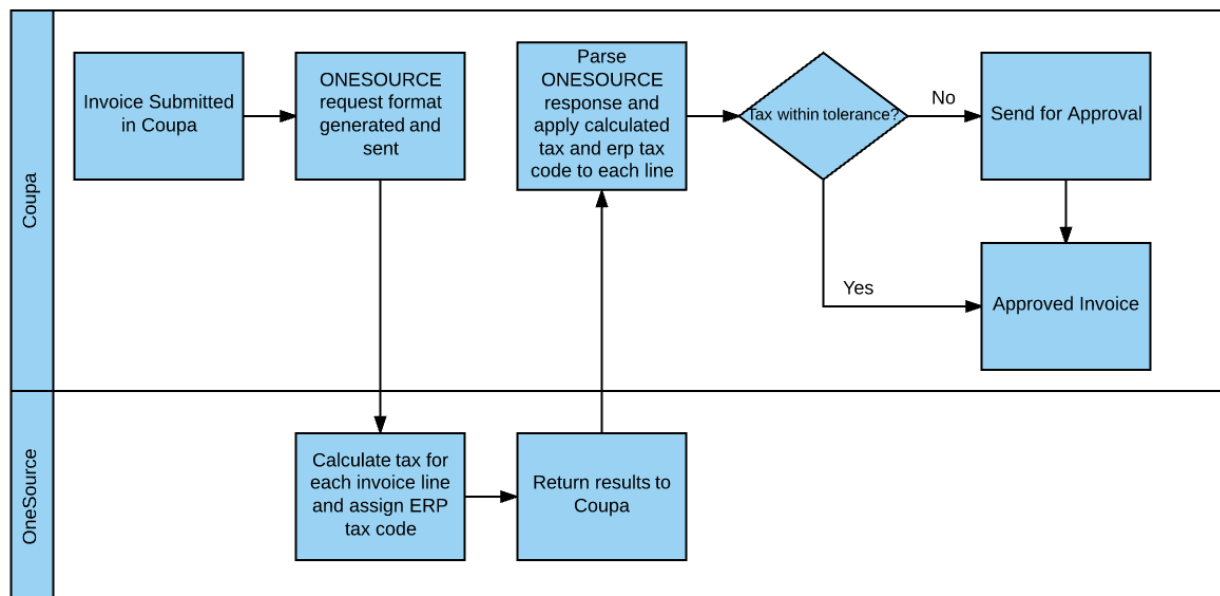 Coupa
Invoice Submitted
in Coupa
ONESOURCE
request format
generated and
sent
Parse
ONESOURCE
response and
apply calculated
tax and erp tax
code to each line
Tax within tolerance?
No
Send for Approval
Yes
Approved Invoice
OneSource
Calculate tax for
each invoice line
and assign ERP
tax code
Return results to
Coupa